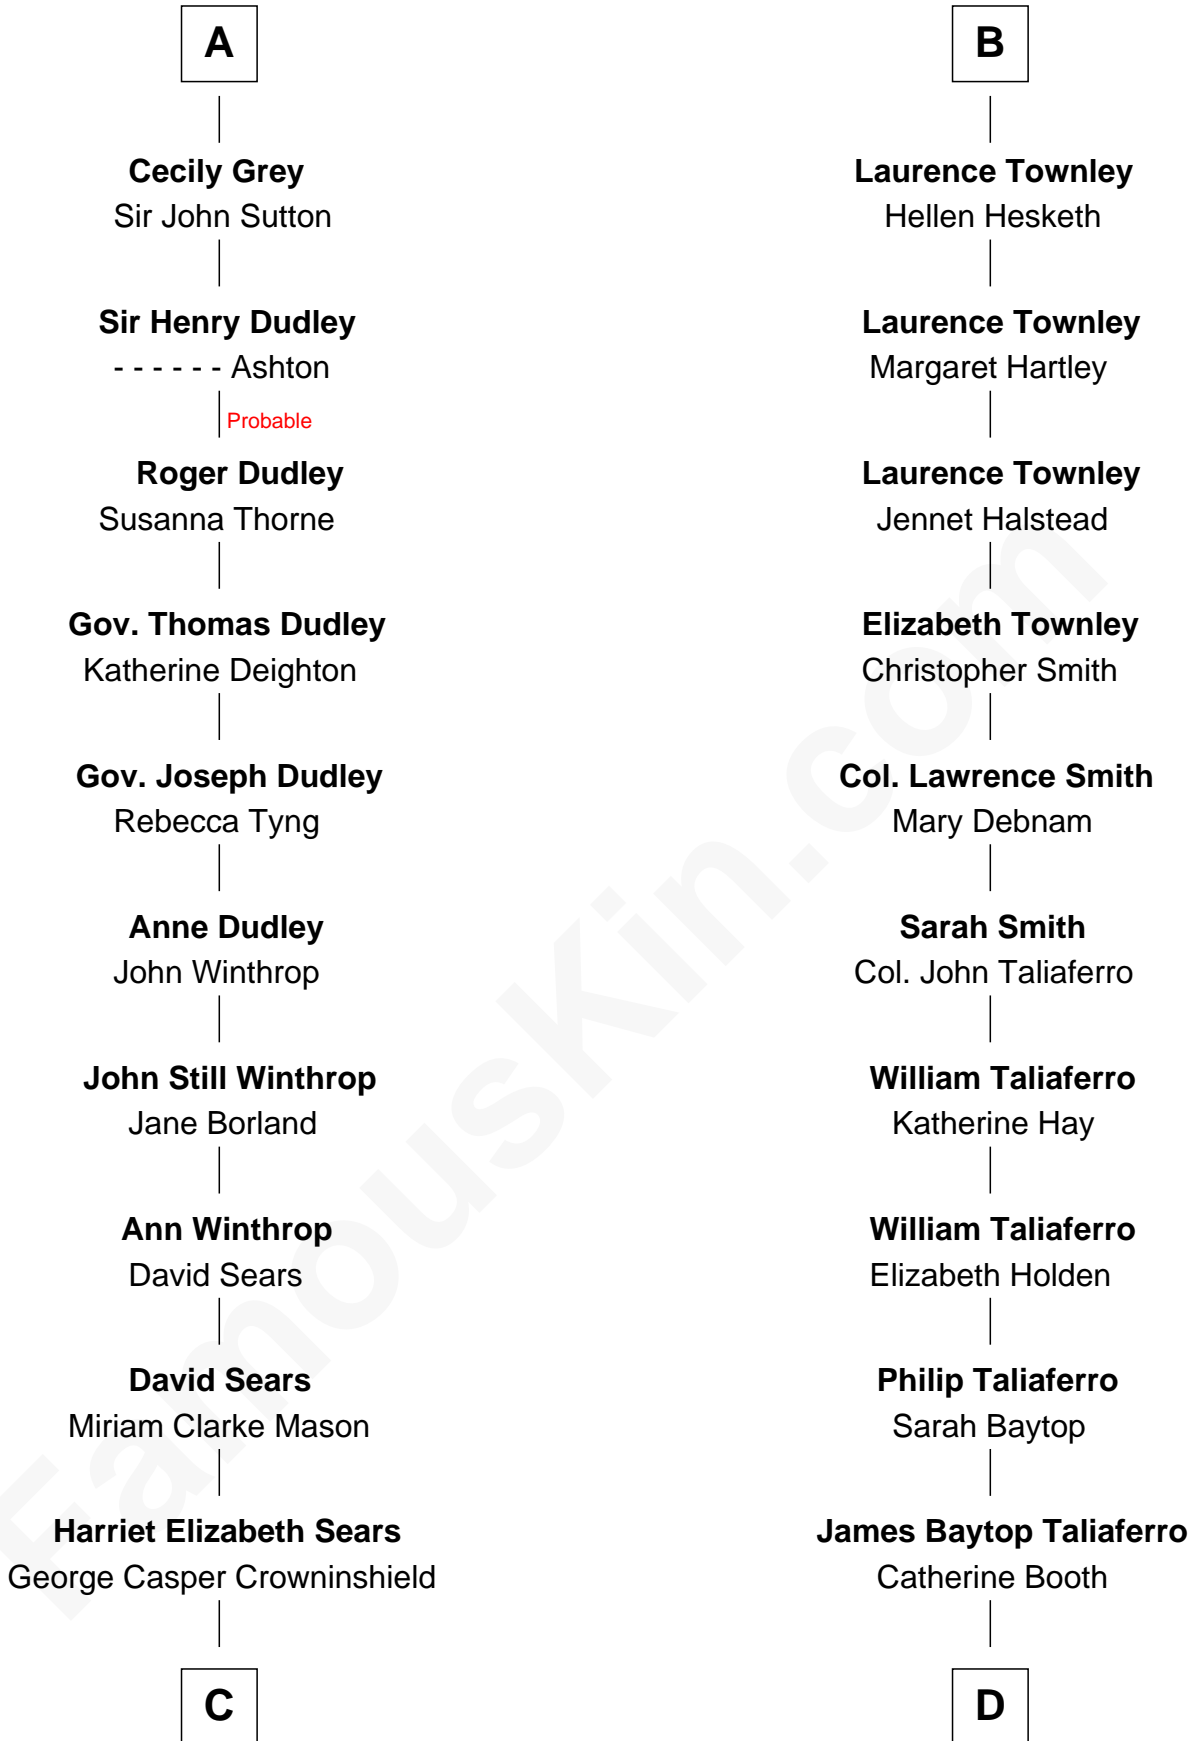 A
Cecily Grey
Sir John Sutton
Sir Henry Dudley
- - - - - - Ashton
Probable
Roger Dudley
Susanna Thorne
Gov. Thomas Dudley
Katherine Deighton
Gov. Joseph Dudley
Rebecca Tyng
Anne Dudley
John Winthrop
John Still Winthrop
Jane Borland
Ann Winthrop
David Sears
David Sears
Miriam Clarke Mason
Harriet Elizabeth Sears
George Casper Crowninshield
C
B
Laurence Townley
Hellen Hesketh
Laurence Townley
Margaret Hartley
Laurence Townley
Jennet Halstead
Elizabeth Townley
Christopher Smith
Col. Lawrence Smith
Mary Debnam
Sarah Smith
Col. John Taliaferro
William Taliaferro
Katherine Hay
William Taliaferro
Elizabeth Holden
Philip Taliaferro
Sarah Baytop
James Baytop Taliaferro
Catherine Booth
D
FamousKin.com